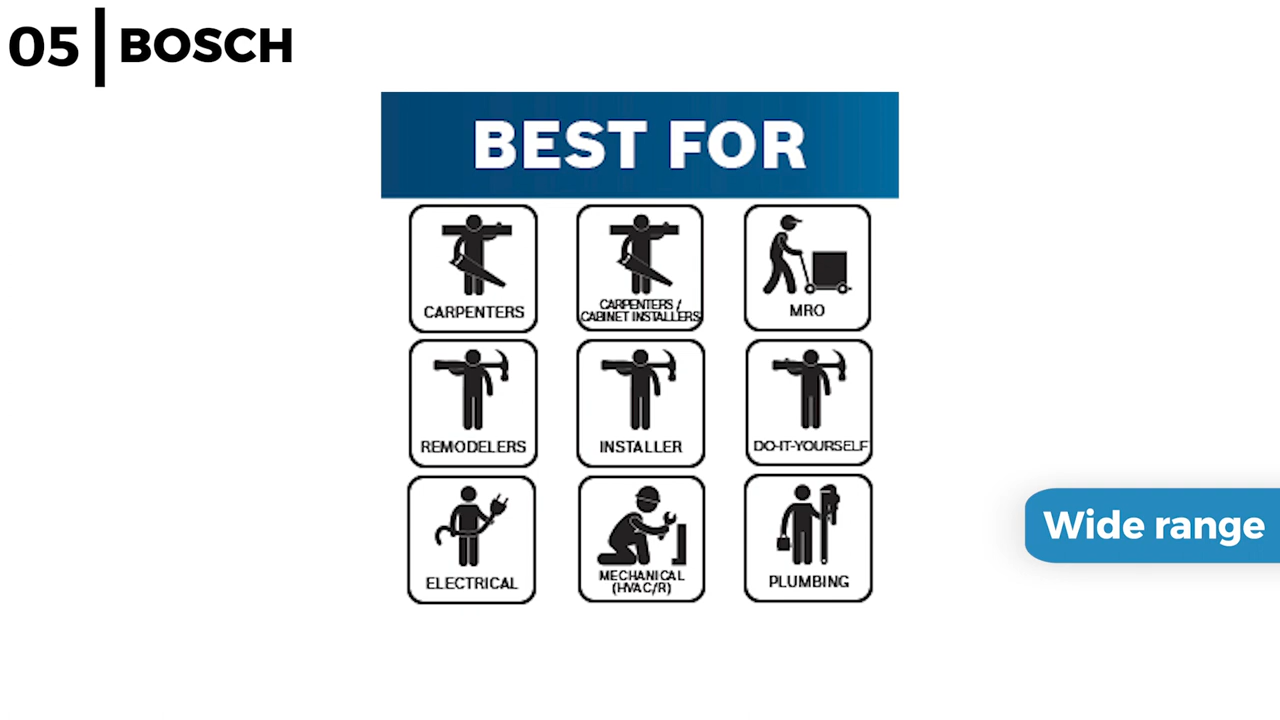 05 | BOSCH
BEST FOR
CARPENTERS
CARPENTERS /
CABINET INSTALLERS
MRO
REMODELERS
INSTALLER
DO-IT-YOURSELF
ELECTRICAL
MECHANICAL
(HVAC/R)
PLUMBING
Wide range